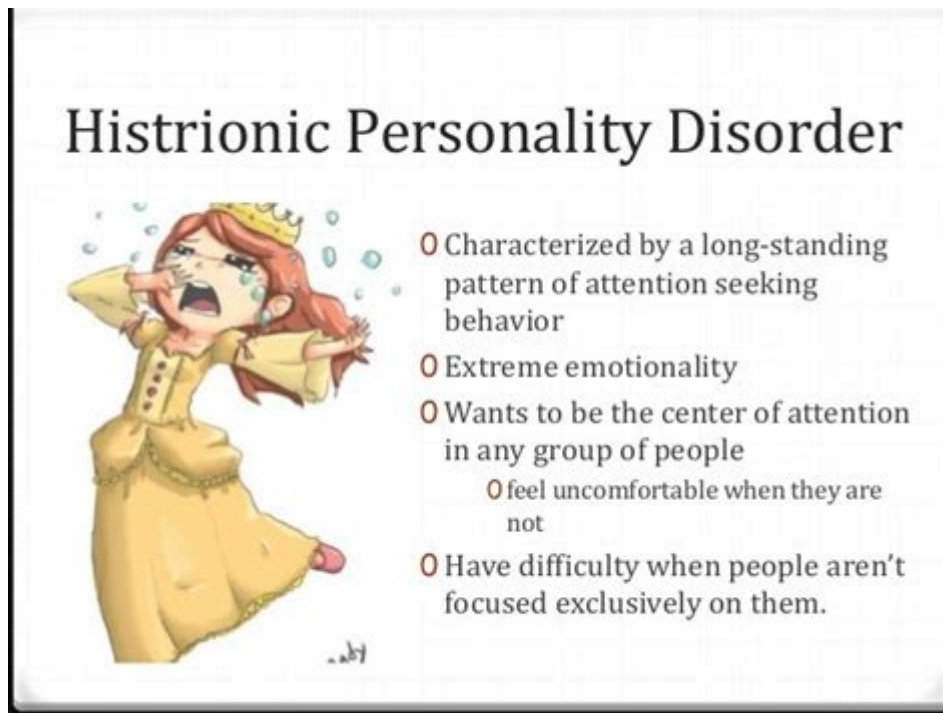 Histrionic Personality Disorder
Characterized by a long-standing
pattern of attention seeking
behavior
Extreme emotionality
Wants to be the center of attention
in any group of people
feel uncomfortable when they are
not
Have difficulty when people aren't
focused exclusively on them.